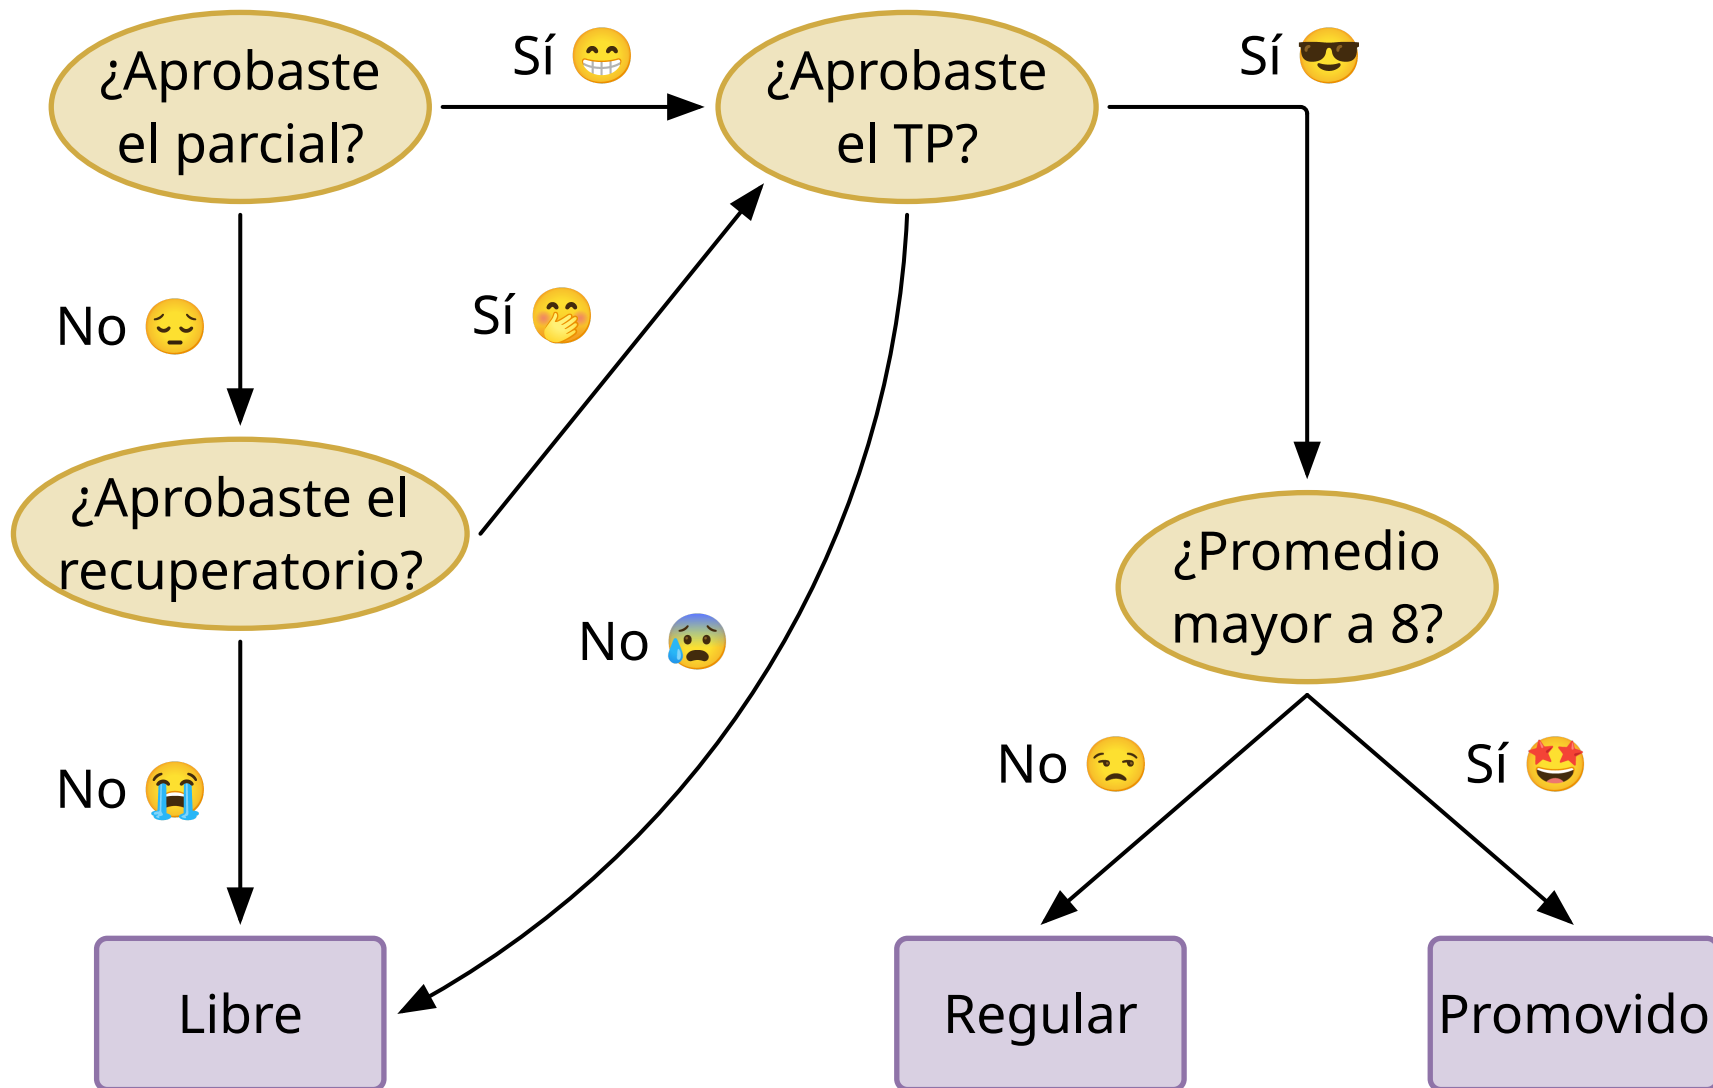 ¿Aprobaste
el parcial?
Sí 😁
¿Aprobaste
el TP?
Sí 😎
No 😔
Sí 🤭
¿Aprobaste el
recuperatorio?
¿Promedio
mayor a 8?
No 😰
No 😭
No 😒
Sí 🤩
Libre
Regular
Promovido